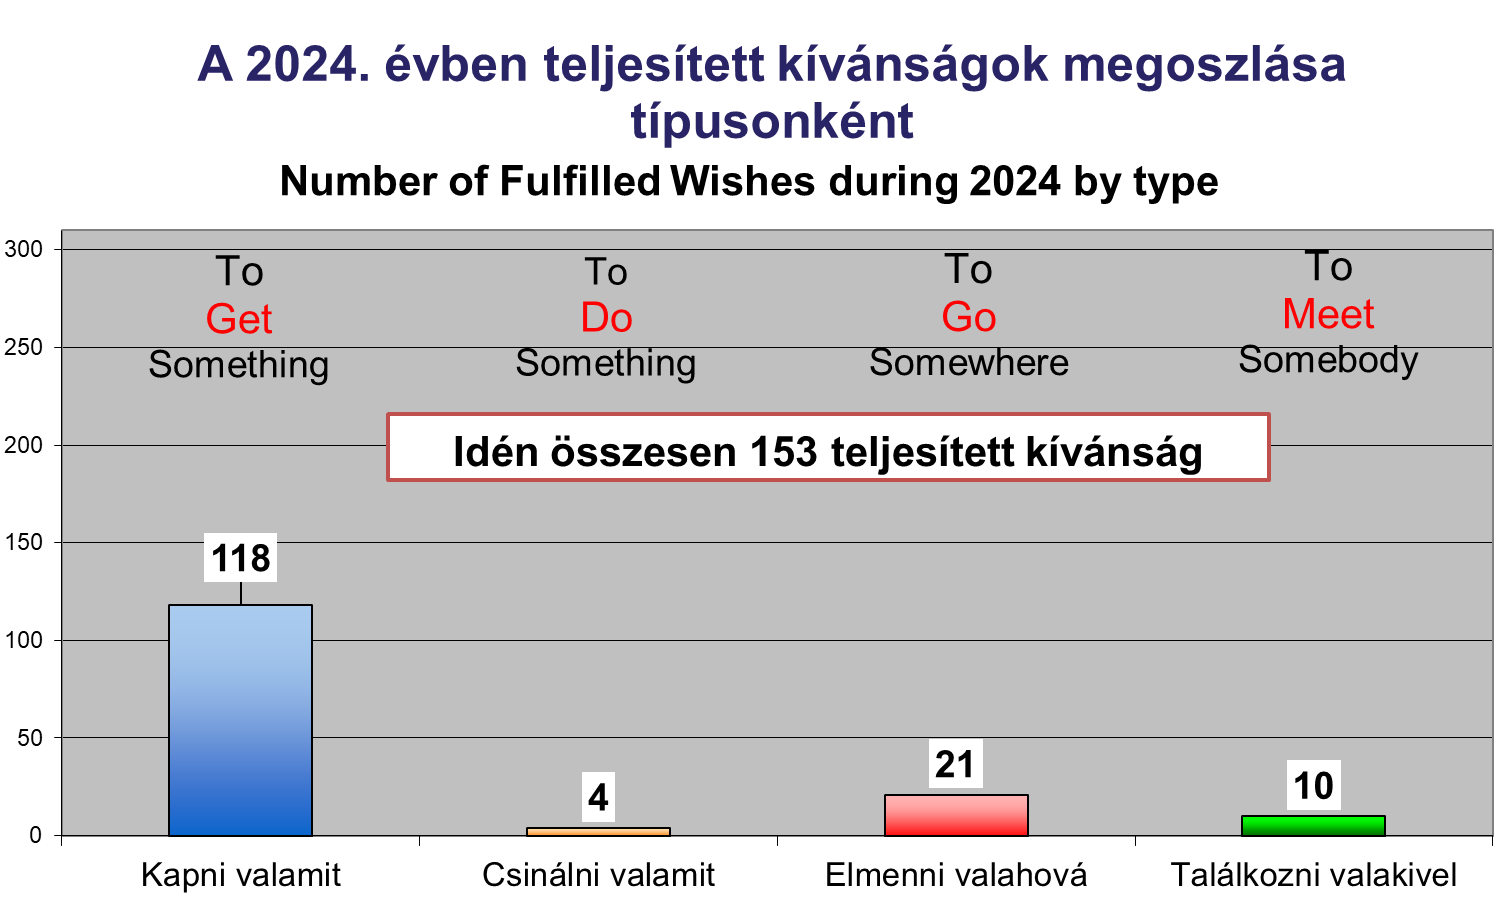 A 2024. évben teljesített kívánságok megoszlása
típusonként
Number of Fulfilled Wishes during 2024 by type
300
250
200
150
100
50
0
To
Get
Something
To
Do
Something
To
Go
Somewhere
To
Meet
Somebody
Idén összesen 153 teljesített kívánság
118
4
21
10
Kapni valamit
Csinálni valamit
Elmenni valahová
Találkozni valakivel